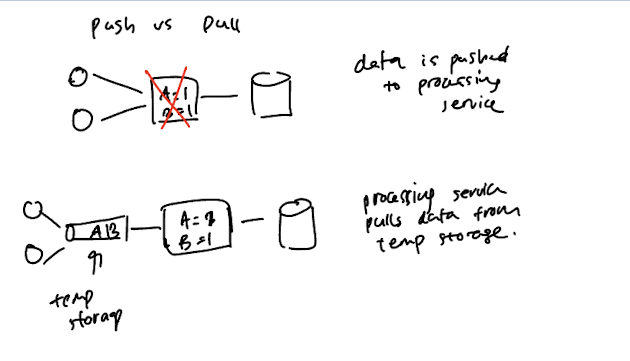 push vs pull
A=1
B=1
data is pushed
to processing
service
A B
A=1
B=1
temp
storage
processing service
pulls data from
temp storage.